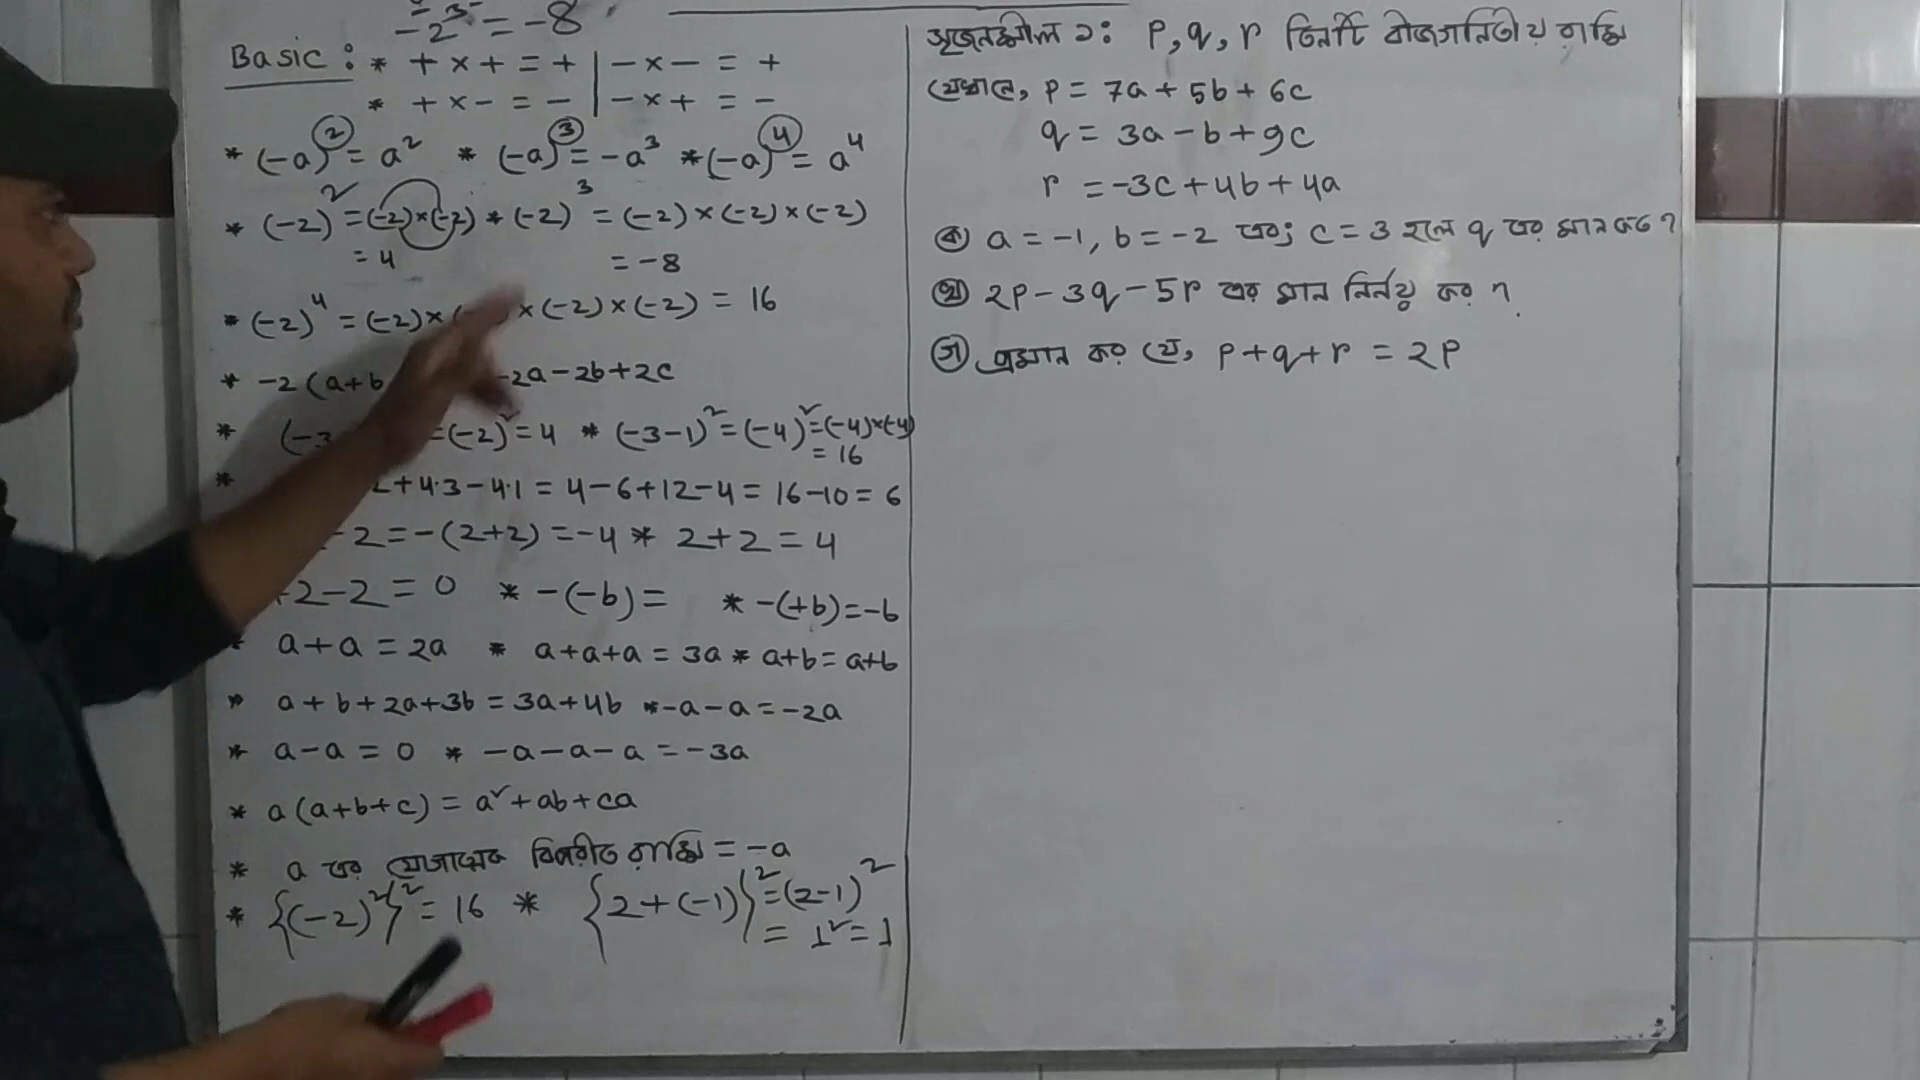 -2³ = -8
Basic : * + × + = + | - × - = +
* + × - = - | - × + = -
* (-a)² = a² * (-a)³ = -a³ * (-a)⁴ = a⁴
* (-2)² = (-2)×(-2) * (-2)³ = (-2)×(-2)×(-2)
= 4 = -8
* (-2)⁴ = (-2)× × (-2)×(-2) = 16
* -2(a+b -2a-2b+2c
* (-3 =(-2)² = 4 * (-3-1)² = (-4)² = (-4)×(-4)
= 16
* +4·3-4·1 = 4-6+12-4 = 16-10 = 6
-2 = -(2+2) = -4 * 2+2 = 4
2-2 = 0 * -(-b) = * -(+b) = -b
* a+a = 2a * a+a+a = 3a * a+b = a+b
* a+b+2a+3b = 3a+4b * -a-a = -2a
* a-a = 0 * -a-a-a = -3a
* a(a+b+c) = a²+ab+ca
* a এর যোগাত্মক বিপরীত রাশি = -a
* {(-2)²}² = 16 * {2+(-1)}² = (2-1)²
= 1² = 1
সৃজনশীল ১: p, q, r তিনটি বীজগনিতীয় রাশি
যেখানে, p = 7a + 5b + 6c
q = 3a - b + 9c
r = -3c + 4b + 4a
ক) a = -1, b = -2 এবং c = 3 হলে q এর মান কত?
খ) 2p - 3q - 5r এর মান নির্নয় কর?
গ) প্রমান কর যে, p+q+r = 2p